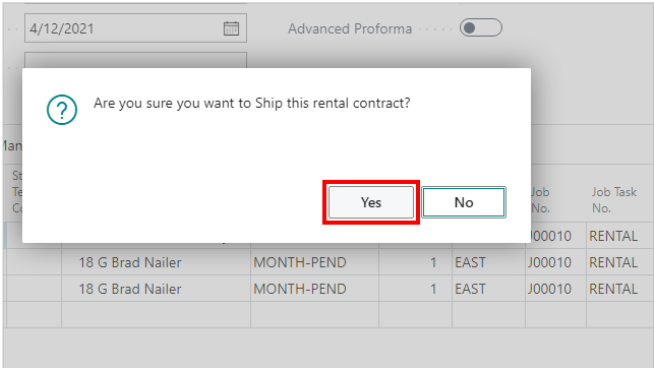 4/12/2021 Advanced Proforma
Are you sure you want to Ship this rental contract?
Yes No
Job No. Job Task No.
J00010 RENTAL
18 G Brad Nailer MONTH-PEND 1 EAST J00010 RENTAL
18 G Brad Nailer MONTH-PEND 1 EAST J00010 RENTAL